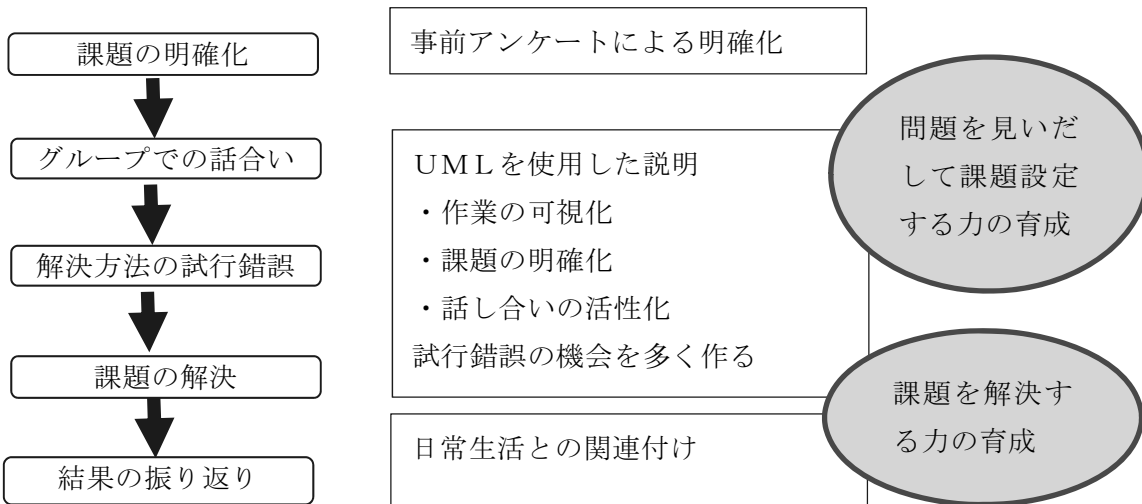 課題の明確化
グループでの話合い
解決方法の試行錯誤
課題の解決
結果の振り返り
事前アンケートによる明確化
ＵＭＬを使用した説明
・作業の可視化
・課題の明確化
・話し合いの活性化
試行錯誤の機会を多く作る
日常生活との関連付け
問題を見いだ
して課題設定
する力の育成
課題を解決す
る力の育成